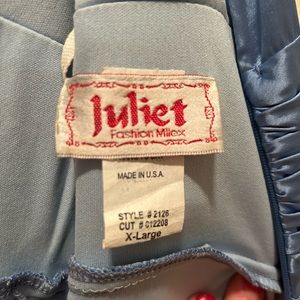 Juliet
Fashion Milex
MADE IN U.S.A.
STYLE # 2126
CUT # 012208
X-Large